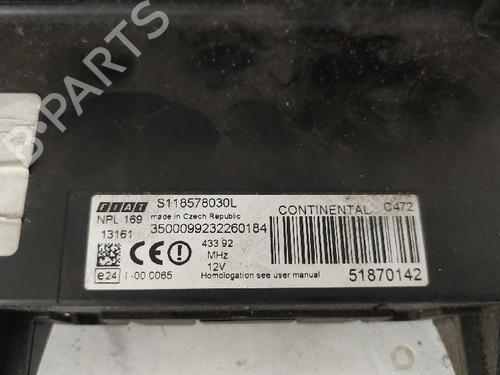 FIAT S118578030L CONTINENTAL C472
NPL 169 made in Czech Republic
13161 3500099232260184
CE 433 92
MHz
12V 51870142
e24 I-00 0065 Homologation see user manual
B-PARTS